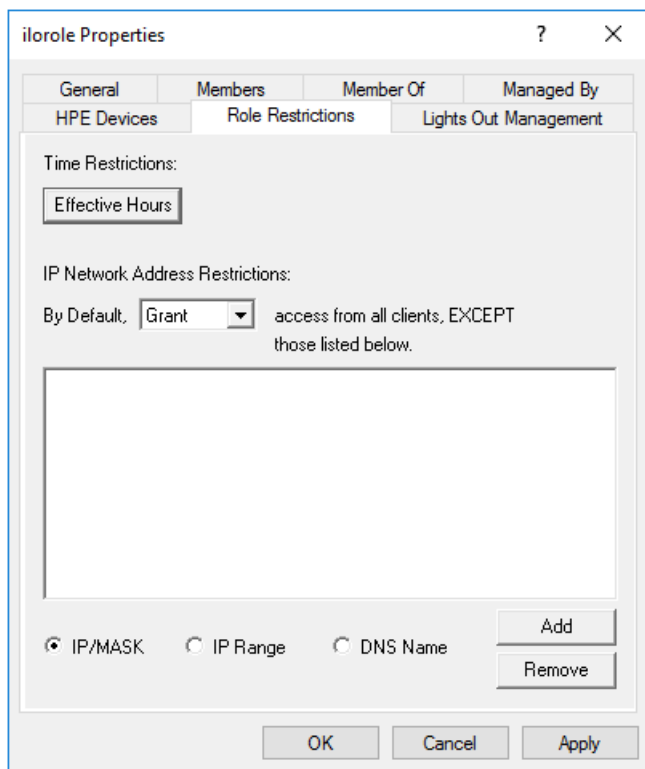 ilorole Properties ?
General Members Member Of Managed By
HPE Devices Role Restrictions Lights Out Management
Time Restrictions:
Effective Hours
IP Network Address Restrictions:
By Default, Grant access from all clients, EXCEPT
those listed below.
IP/MASK IP Range DNS Name
Add
Remove
OK Cancel Apply